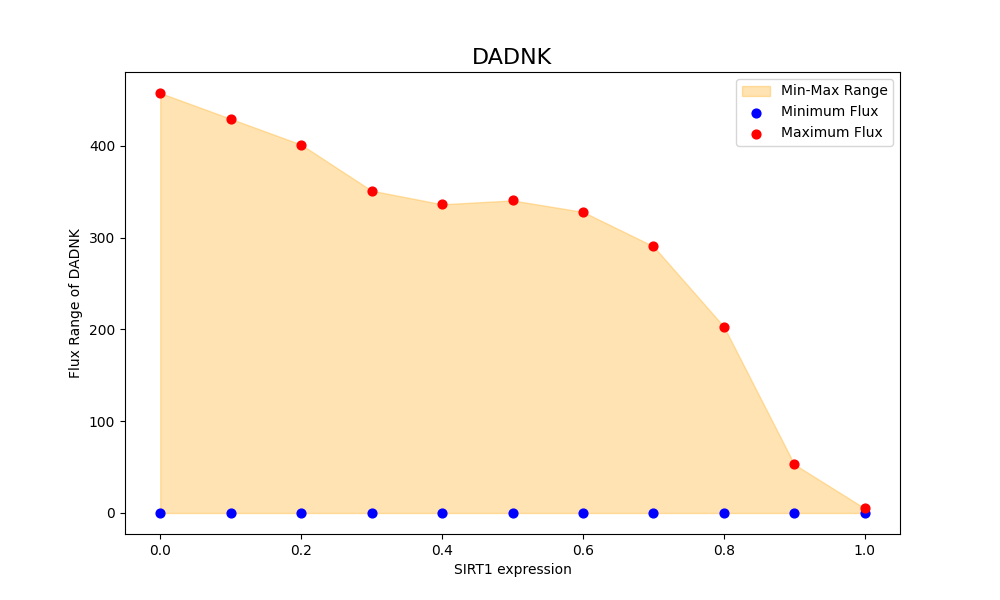 DADNK
Min-Max Range
Minimum Flux
Maximum Flux
Flux Range of DADNK
400
300
200
100
0
0.0 0.2 0.4 0.6 0.8 1.0
SIRT1 expression